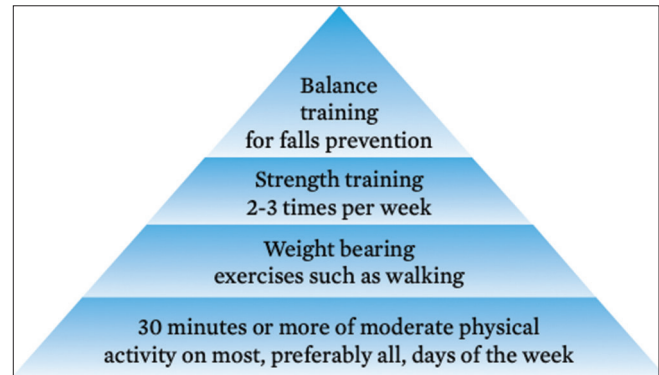 Balance
training
for falls prevention
Strength training
2-3 times per week
Weight bearing
exercises such as walking
30 minutes or more of moderate physical
activity on most, preferably all, days of the week